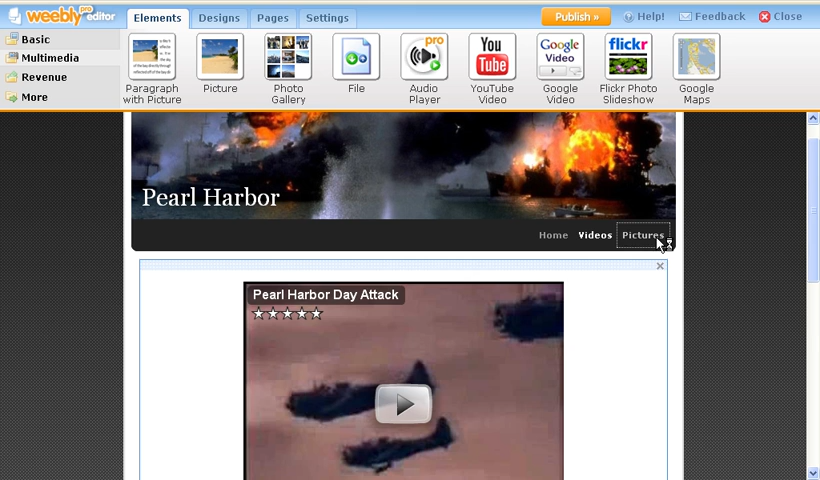 weebly pro editor
Elements Designs Pages Settings
Publish » Help! Feedback Close
Basic
Multimedia
Revenue
More
Paragraph with Picture
Picture
Photo Gallery
File
pro
Audio Player
You Tube
YouTube Video
Google Video
Google Video
flickr
Flickr Photo Slideshow
Google Maps
Pearl Harbor
Home Videos Pictures
Pearl Harbor Day Attack